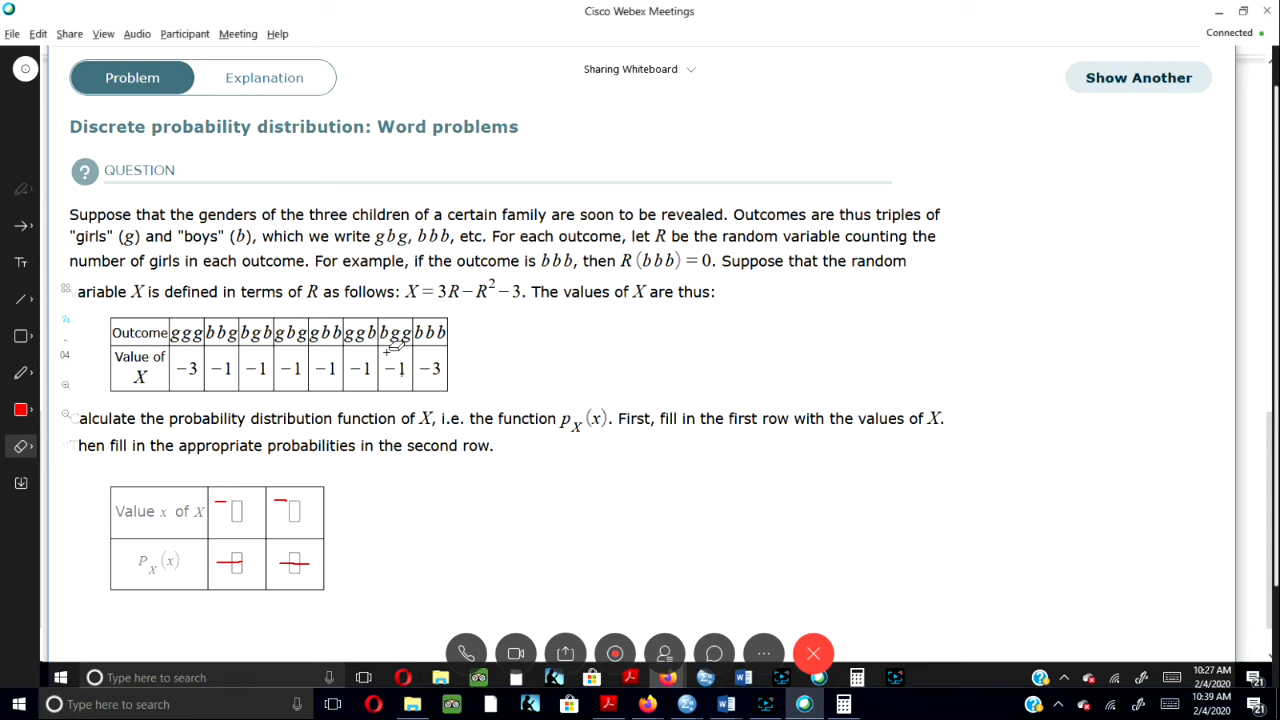 Cisco Webex Meetings
File Edit Share View Audio Participant Meeting Help
Connected
Sharing Whiteboard
Problem Explanation
Show Another
Discrete probability distribution: Word problems
? QUESTION
Suppose that the genders of the three children of a certain family are soon to be revealed. Outcomes are thus triples of
"girls" (g) and "boys" (b), which we write gbg, bbb, etc. For each outcome, let R be the random variable counting the
number of girls in each outcome. For example, if the outcome is bbb, then R(bbb)=0. Suppose that the random
ariable X is defined in terms of R as follows: X=3R−R²−3. The values of X are thus:
Outcome ggg bbg bgb gbg gbb ggb bgg bbb
Value of X −3 −1 −1 −1 −1 −1 −1 −3
04
alculate the probability distribution function of X, i.e. the function p_X(x). First, fill in the first row with the values of X.
hen fill in the appropriate probabilities in the second row.
Value x of X − −
P_X(x)
Type here to search
10:27 AM
2/4/2020
21
Type here to search
10:39 AM
2/4/2020
21